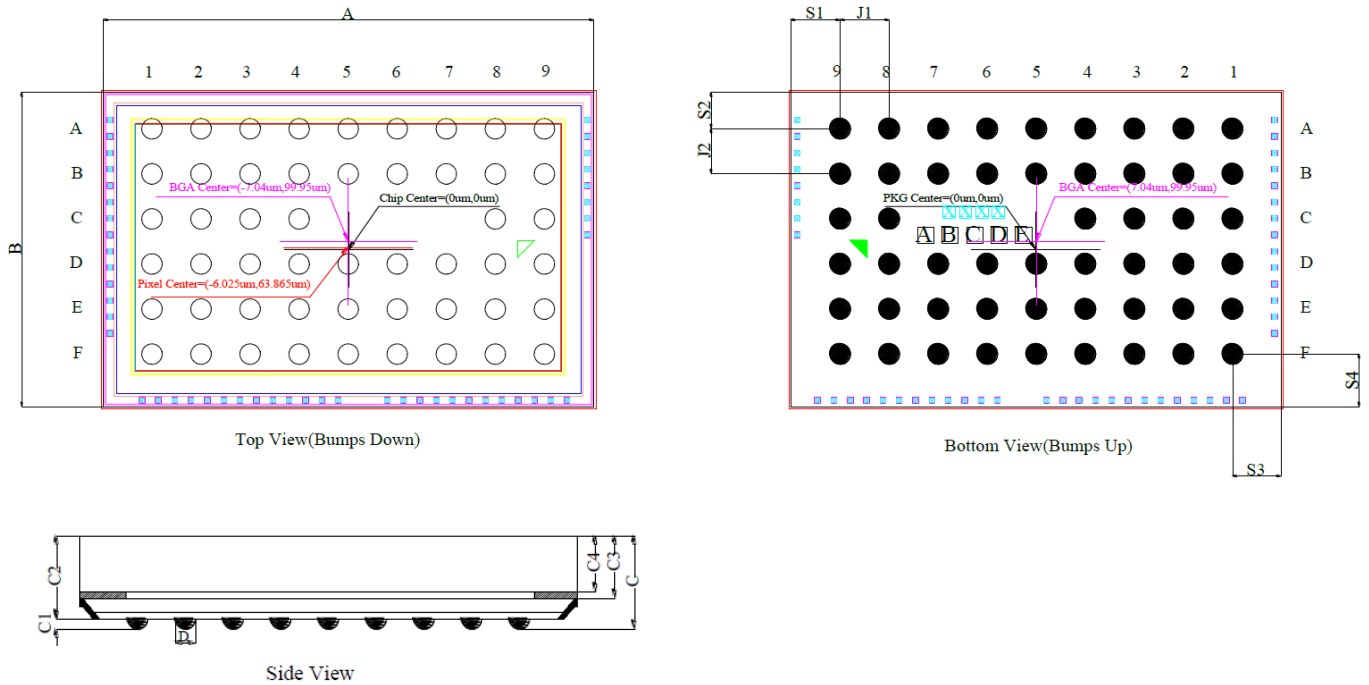 A
1 2 3 4 5 6 7 8 9
B
A
B
C
D
E
F
BGA Center=(-7.04um,99.95um)
Chip Center=(0um,0um)
Pixel Center=(-6.025um,63.865um)
Top View(Bumps Down)
S1 J1
9 8 7 6 5 4 3 2 1
S2
J2
A
B
C
D
E
F
PKG Center=(0um,0um)
BGA Center=(7.04um,99.95um)
XXXX
ABCDE
S4
S3
Bottom View(Bumps Up)
C2
C1
D
C4
C3
C
Side View